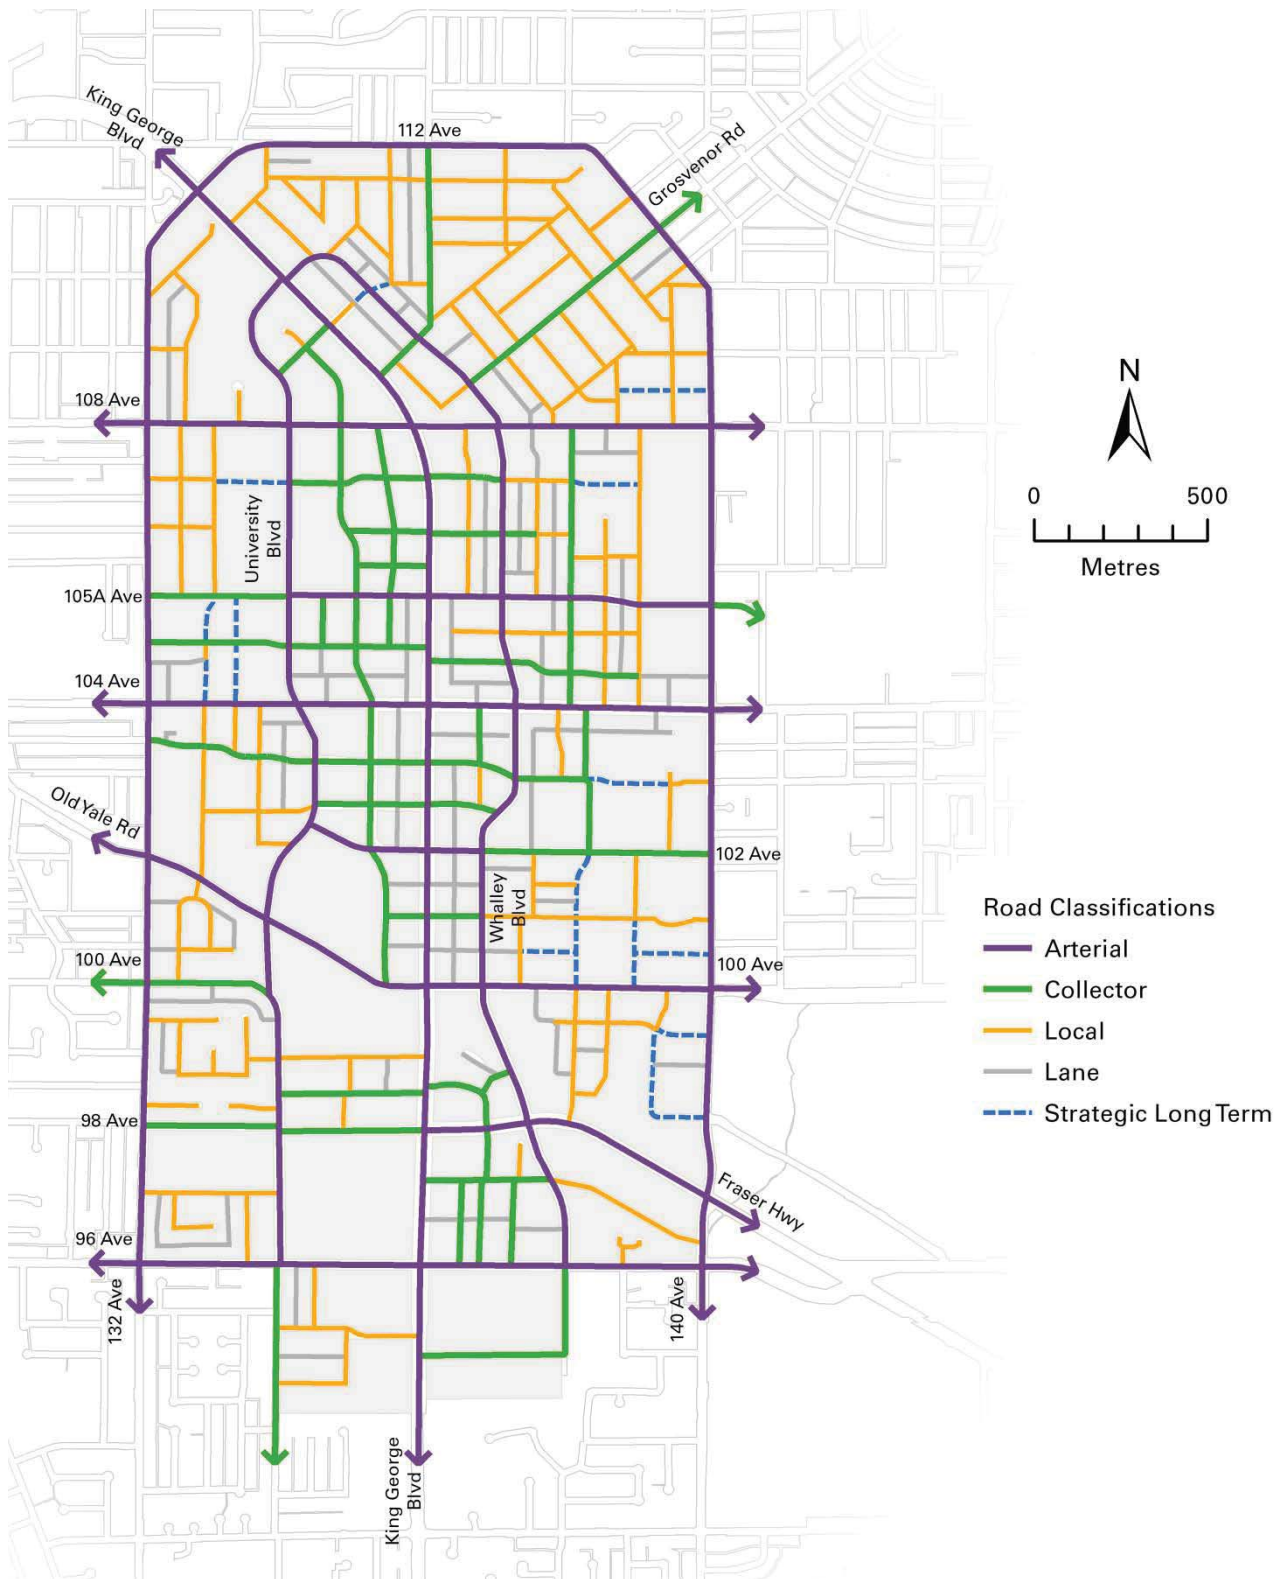 King George
Blvd
112 Ave
Grosvenor Rd
108 Ave
University
Blvd
105A Ave
104 Ave
Old Yale Rd
102 Ave
Whalley
Blvd
100 Ave
100 Ave
98 Ave
Fraser Hwy
96 Ave
132 Ave
140 Ave
King George
Blvd
N
0 500
Metres
Road Classifications
Arterial
Collector
Local
Lane
Strategic Long Term